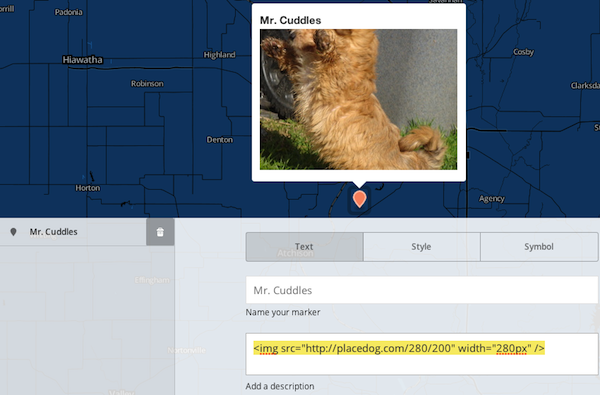 Padonia
Mr. Cuddles
Hiawatha
Highland
Cosby
Robinson
Clarksda
Denton
Horton
Agency
Mr. Cuddles
Text
Style
Symbol
Atchison
Mr. Cuddles
Name your marker
<img src="http://placedog.com/280/200" width="280px" />
Add a description